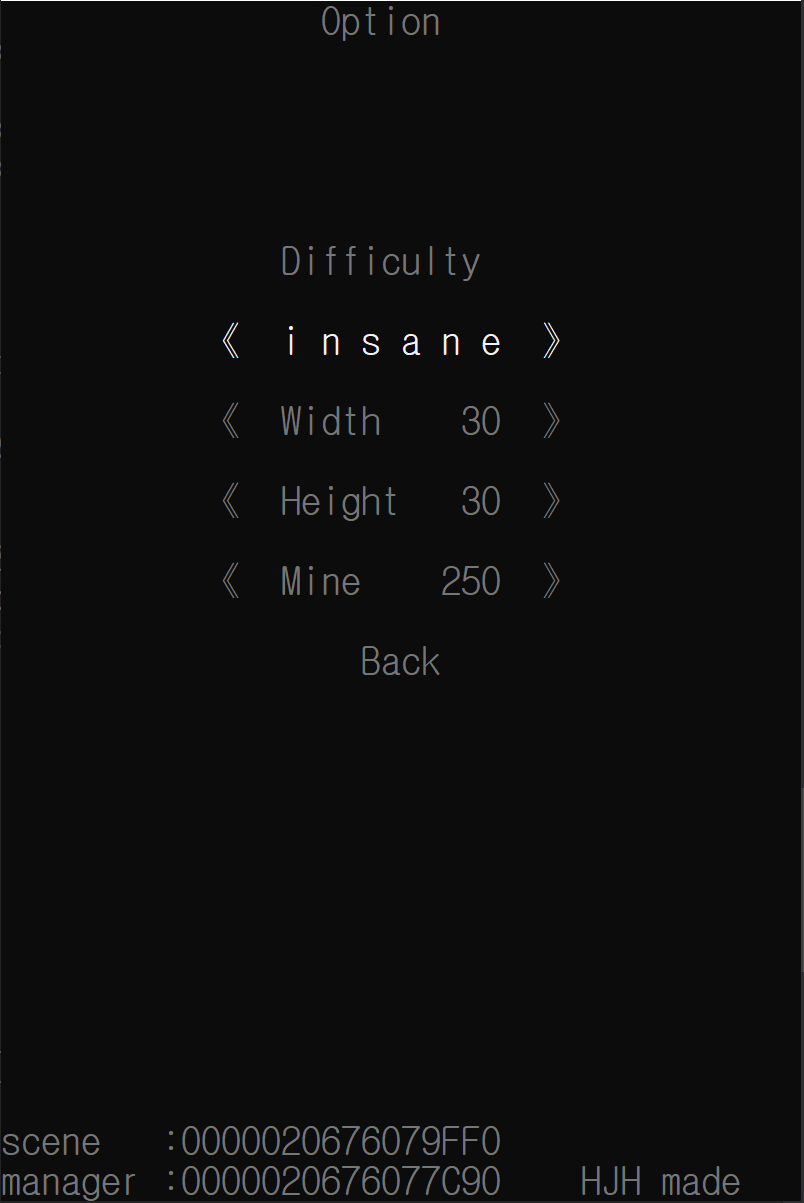 Option
Difficulty
《 i n s a n e 》
《 Width 30 》
《 Height 30 》
《 Mine 250 》
Back
scene :0000020676079FF0
manager :0000020676077C90 HJH made